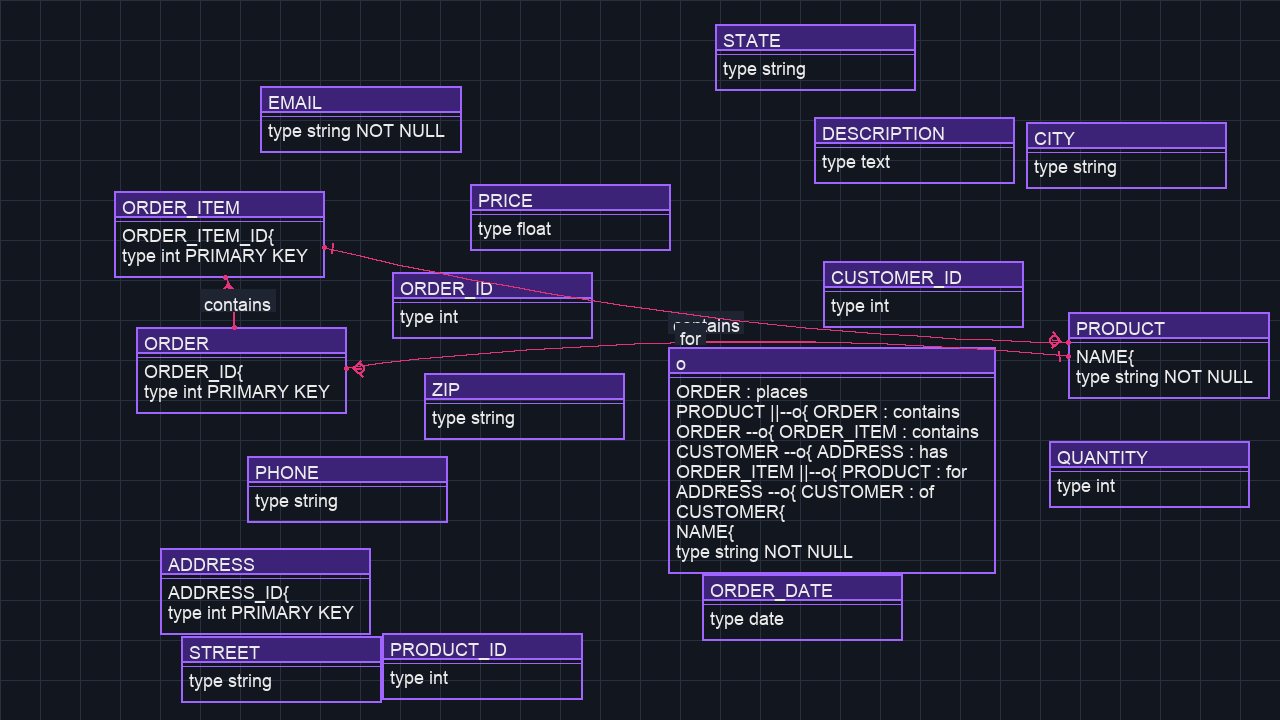 STATE
type string
EMAIL
type string NOT NULL
DESCRIPTION
type text
CITY
type string
ORDER_ITEM
ORDER_ITEM_ID{
type int PRIMARY KEY
PRICE
type float
contains
ORDER_ID
type int
CUSTOMER_ID
type int
PRODUCT
NAME{
type string NOT NULL
contains
for
ORDER
ORDER_ID{
type int PRIMARY KEY
o
ORDER : places
PRODUCT ||--o{ ORDER : contains
ORDER --o{ ORDER_ITEM : contains
CUSTOMER --o{ ADDRESS : has
ORDER_ITEM ||--o{ PRODUCT : for
ADDRESS --o{ CUSTOMER : of
CUSTOMER{
NAME{
type string NOT NULL
ZIP
type string
QUANTITY
type int
PHONE
type string
ADDRESS
ADDRESS_ID{
type int PRIMARY KEY
ORDER_DATE
type date
STREET
type string
PRODUCT_ID
type int